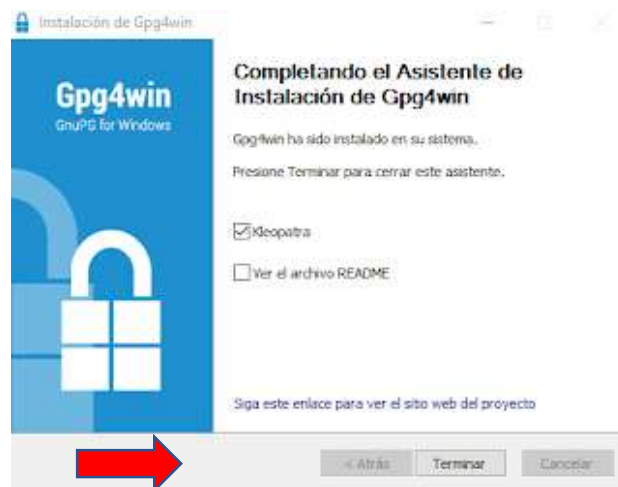 Instalación de Gpg4win
Gpg4win
GnuPG for Windows
Completando el Asistente de
Instalación de Gpg4win
Gpg4win ha sido instalado en su sistema.
Presione Terminar para cerrar este asistente.
Kleopatra
Ver el archivo README
Siga este enlace para ver el sitio web del proyecto
< Atrás
Terminar
Cancelar